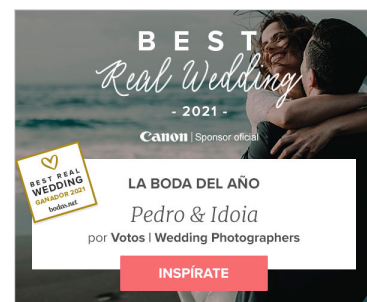 BEST
Real Wedding
- 2021 -
Canon | Sponsor oficial
BEST REAL
WEDDING
GANADOR 2021
bodas.net
LA BODA DEL AÑO
Pedro & Idoia
por Votos | Wedding Photographers
INSPÍRATE